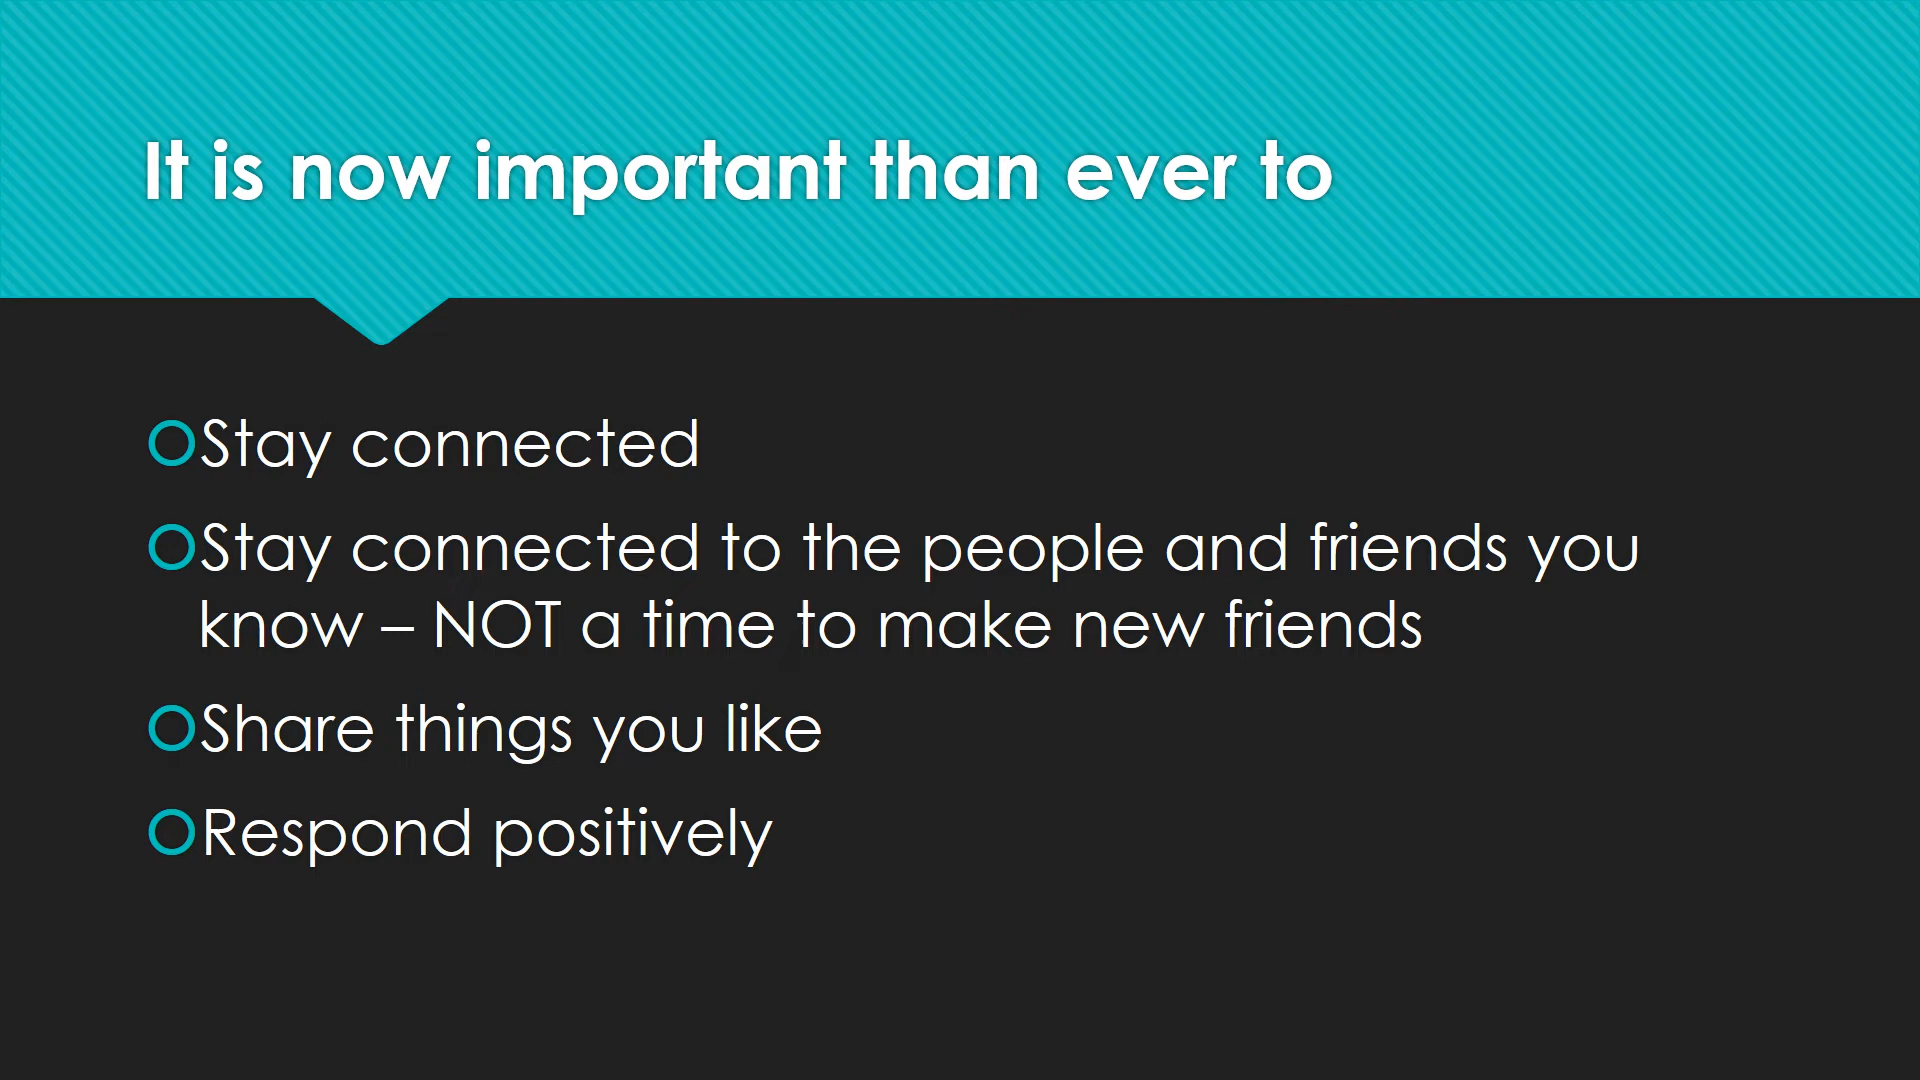 It is now important than ever to
Stay connected
Stay connected to the people and friends you
know – NOT a time to make new friends
Share things you like
Respond positively